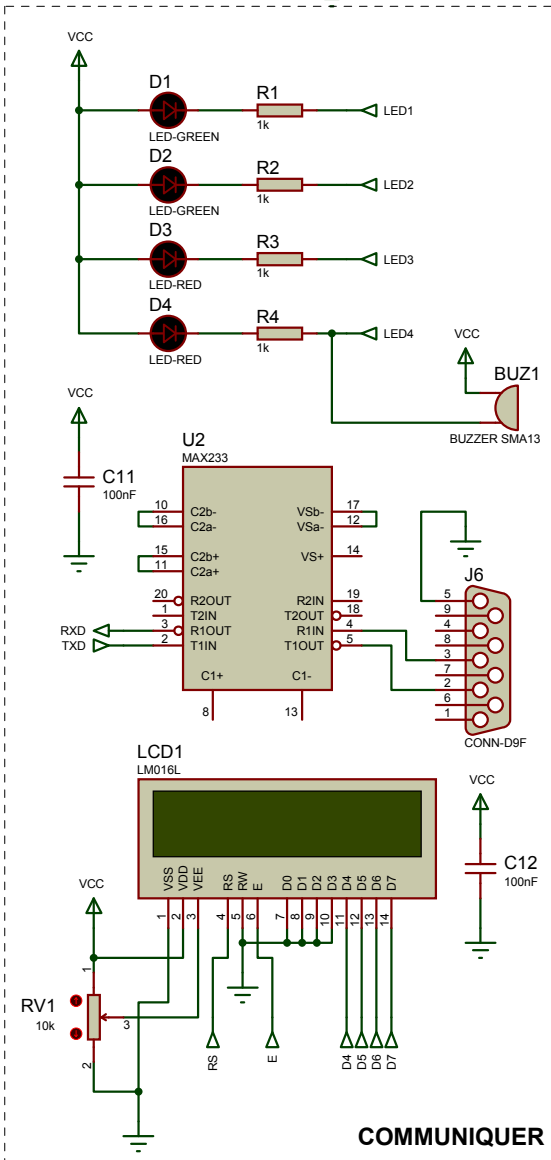 VCC
D1
LED-GREEN
R1
1k
LED1
D2
LED-GREEN
R2
1k
LED2
D3
LED-RED
R3
1k
LED3
D4
LED-RED
R4
1k
LED4
VCC
BUZ1
BUZZER SMA13
VCC
C11
100nF
U2
MAX233
10 C2b- VSb- 17
16 C2a- VSa- 12
15 C2b+ VS+ 14
11 C2a+
20 R2OUT R2IN 19
1 T2IN T2OUT 18
RXD 3 R1OUT R1IN 4
TXD 2 T1IN T1OUT 5
C1+ C1-
8 13
J6
5
9
4
8
3
7
2
6
1
CONN-D9F
LCD1
LM016L
VSS VDD VEE RS RW E D0 D1 D2 D3 D4 D5 D6 D7
1 2 3 4 5 6 7 8 9 10 11 12 13 14
VCC
C12
100nF
VCC
1
RV1
10k
3
2
RS E D4 D5 D6 D7
COMMUNIQUER